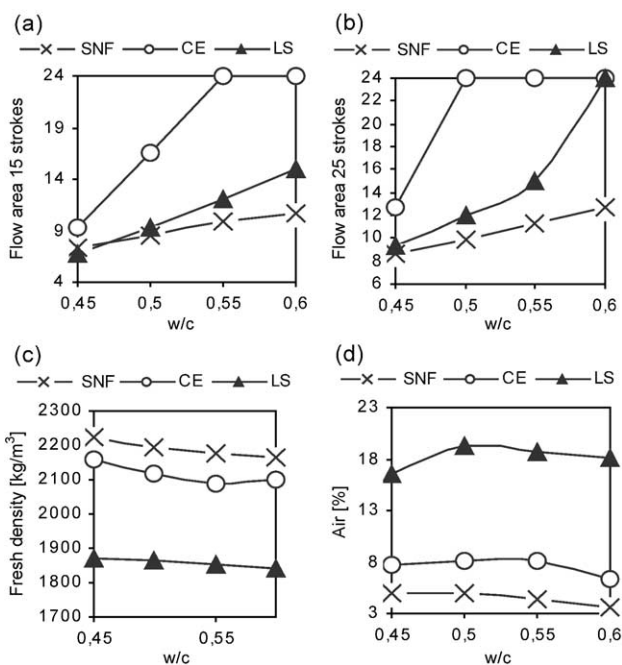 (a)
SNF CE LS
Flow area 15 strokes
24
19
14
9
4
0,45 0,5 0,55 0,6
w/c
(b)
SNF CE LS
Flow area 25 strokes
24
22
20
18
16
14
12
10
8
6
0,45 0,5 0,55 0,6
w/c
(c)
SNF CE LS
Fresh density [kg/m³]
2300
2200
2100
2000
1900
1800
1700
0,45 0,55
w/c
(d)
SNF CE LS
Air [%]
23
18
13
8
3
0,45 0,5 0,55 0,6
w/c